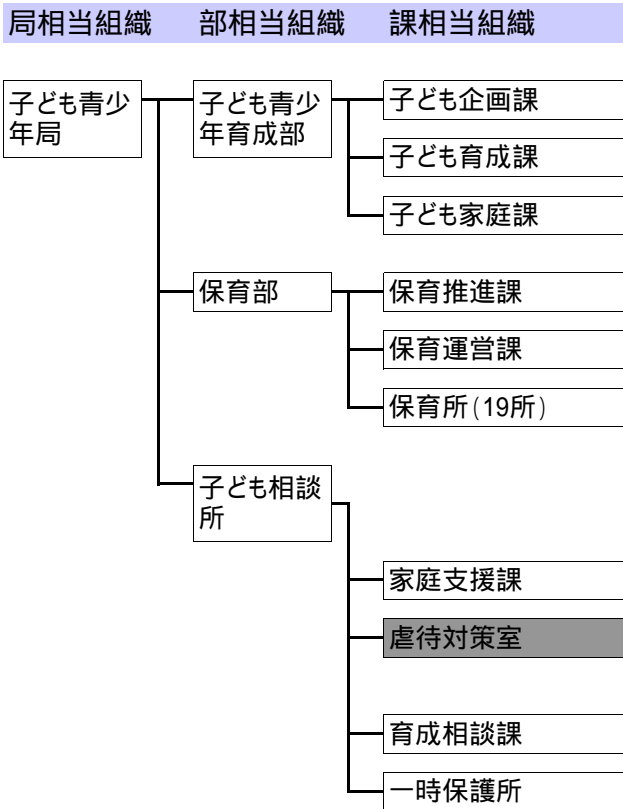 局相当組織 部相当組織 課相当組織
子ども青少
年局
子ども青少
年育成部
子ども企画課
子ども育成課
子ども家庭課
保育部
保育推進課
保育運営課
保育所(19所)
子ども相談
所
家庭支援課
虐待対策室
育成相談課
一時保護所